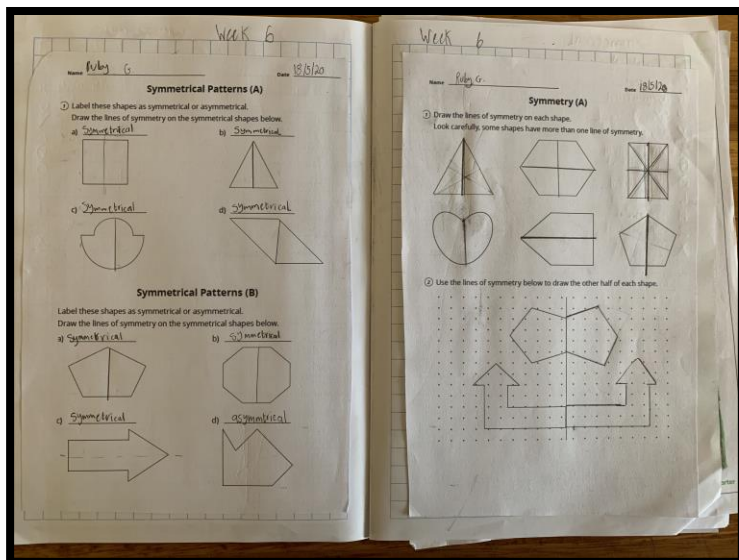 Week 6
Name Ruby G Date 18/5/20
Symmetrical Patterns (A)
1 Label these shapes as symmetrical or asymmetrical.
Draw the lines of symmetry on the symmetrical shapes below.
a) Symmetrical b) Symmetrical
c) Symmetrical d) Symmetrical
Symmetrical Patterns (B)
Label these shapes as symmetrical or asymmetrical.
Draw the lines of symmetry on the symmetrical shapes below.
a) Symmetrical b) Symmetrical
c) Symmetrical d) asymmtrical
Week 6
Name Ruby G. Date 18/5/20
Symmetry (A)
1 Draw the lines of symmetry on each shape.
Look carefully, some shapes have more than one line of symmetry.
2 Use the lines of symmetry below to draw the other half of each shape.